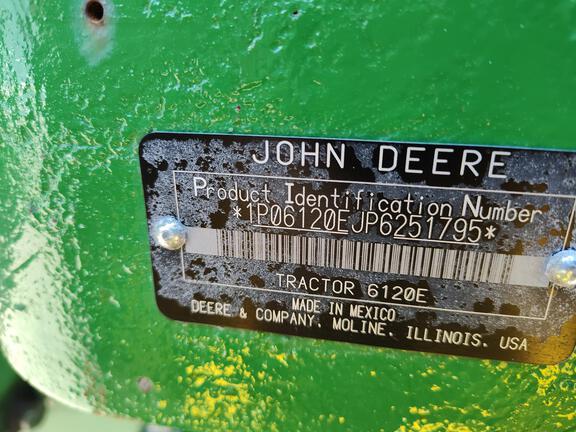 JOHN DEERE
Product Identification Number
*1P06120EJP6251795*
TRACTOR 6120E
MADE IN MEXICO
DEERE & COMPANY, MOLINE, ILLINOIS, USA